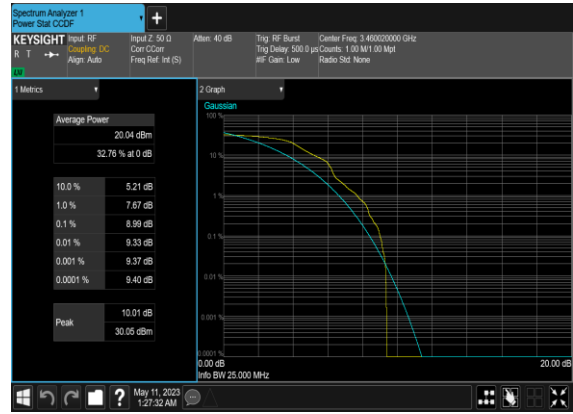 Spectrum Analyzer 1
Power Stat CCDF
KEYSIGHT
R T
LW
Input: RF
Coupling: DC
Align: Auto
Input Z: 50 Ω
Corr CCorr
Freq Ref: Int (S)
Atten: 40 dB
Trig: RF Burst
Trig Delay: 500.0 µs
#IF Gain: Low
Center Freq: 3.460020000 GHz
Counts: 1.00 M/1.00 Mpt
Radio Std: None
1 Metrics
Average Power
20.04 dBm
32.76 % at 0 dB
10.0 % 5.21 dB
1.0 % 7.67 dB
0.1 % 8.99 dB
0.01 % 9.33 dB
0.001 % 9.37 dB
0.0001 % 9.40 dB
Peak
10.01 dB
30.05 dBm
2 Graph
Gaussian
100 %
10 %
1 %
0.1 %
0.01 %
0.001 %
0.0001 %
0.00 dB
20.00 dB
Info BW 25.000 MHz
May 11, 2023
1:27:32 AM